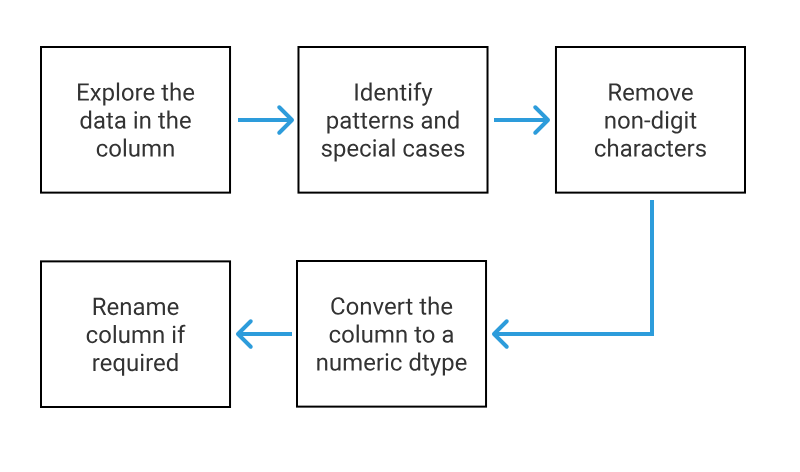 Explore the
data in the
column
Identify
patterns and
special cases
Remove
non-digit
characters
Convert the
column to a
numeric dtype
Rename
column if
required